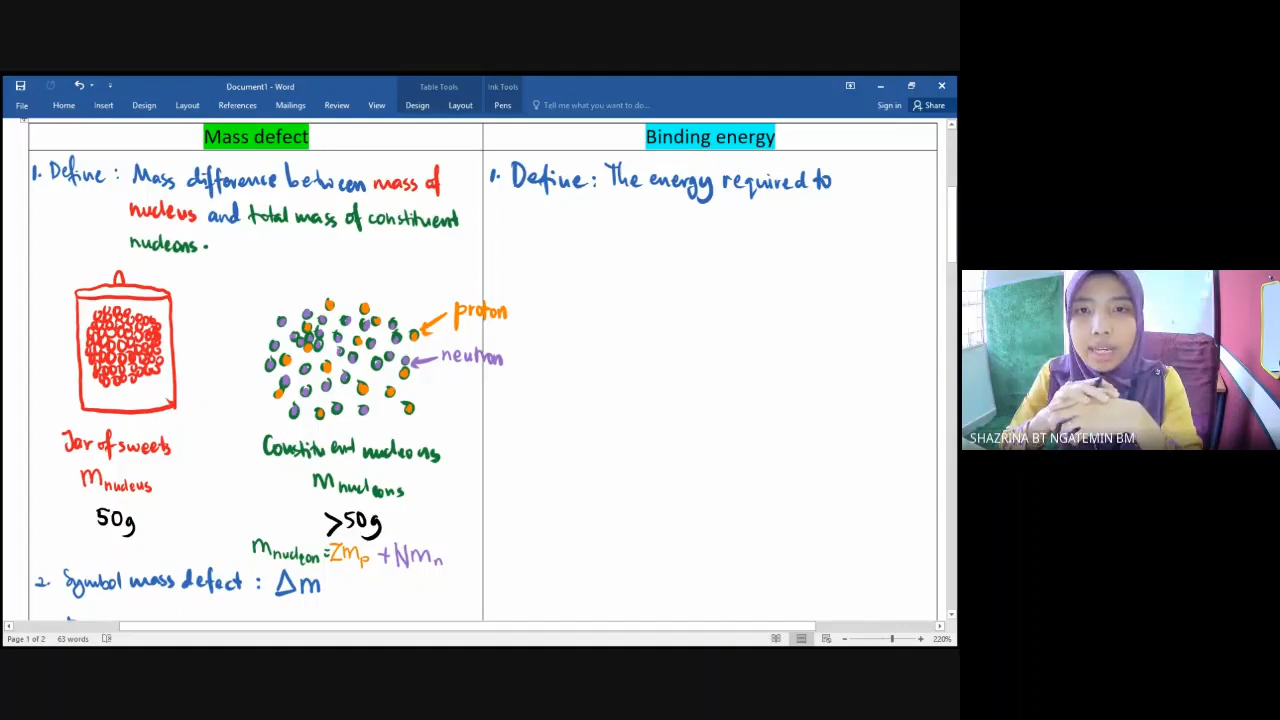 Document1 - Word
Table Tools
Ink Tools
File
Home
Insert
Design
Layout
References
Mailings
Review
View
Design
Layout
Pens
Tell me what you want to do...
Sign in
Share
Mass defect
Binding energy
1. Define : Mass difference between mass of
nucleus and total mass of constituent
nucleons.
1. Define : The energy required to
proton
neutron
Jar of sweets
Mnucleus
50g
Constituent nucleons
Mnucleons
>50g
mnucleon = Zmp + Nmn
2. Symbol mass defect : Δm
SHAZRINA BT NGATEMIN BM
Page 1 of 2
63 words
220%